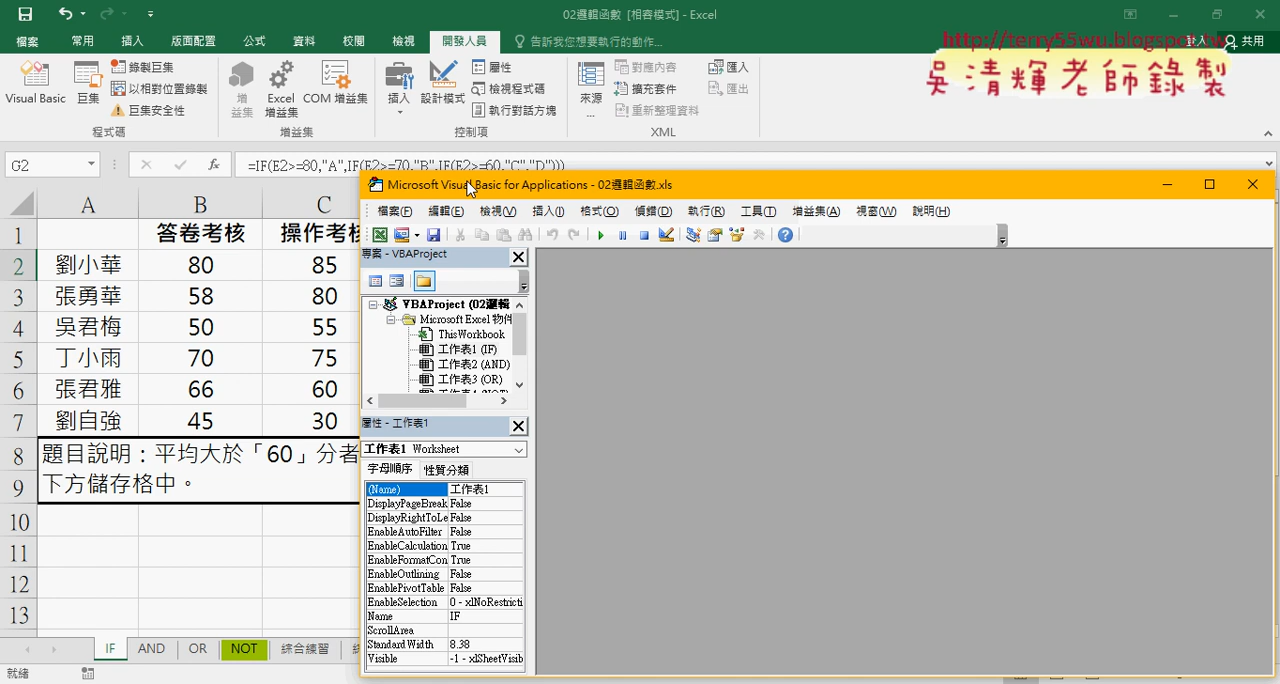 02邏輯函數 [相容模式] - Excel
檔案 常用 插入 版面配置 公式 資料 校閱 檢視 開發人員 告訴我您想要執行的動作... 登入 共用
http://terry55wu.blogspot.tw
吳清輝老師錄製
Visual Basic 巨集 錄製巨集 以相對位置錄製 巨集安全性
增益集 Excel 增益集 COM 增益集
插入 設計模式 屬性 檢視程式碼 執行對話方塊
來源... 對應內容 擴充套件 重新整理資料 匯入 匯出
程式碼 增益集 控制項 XML
G2 fx =IF(E2>=80,"A",IF(E2>=70,"B",IF(E2>=60,"C","D")))
A B C
1 答卷考核 操作考核
2 劉小華 80 85
3 張勇華 58 80
4 吳君梅 50 55
5 丁小雨 70 75
6 張君雅 66 60
7 劉自強 45 30
8 題目說明：平均大於「60」分者
9 下方儲存格中。
10
11
12
13
IF AND OR NOT 綜合練習
就緒
Microsoft Visual Basic for Applications - 02邏輯函數.xls
檔案(F) 編輯(E) 檢視(V) 插入(I) 格式(O) 偵錯(D) 執行(R) 工具(T) 增益集(A) 視窗(W) 說明(H)
專案 - VBAProject
VBAProject (02邏輯
Microsoft Excel 物件
ThisWorkbook
工作表1 (IF)
工作表2 (AND)
工作表3 (OR)
屬性 - 工作表1
工作表1 Worksheet
字母順序 性質分類
(Name) 工作表1
DisplayPageBreak False
DisplayRightToLe False
EnableAutoFilter False
EnableCalculation True
EnableFormatCon True
EnableOutlining False
EnablePivotTable False
EnableSelection 0 - xlNoRestricti
Name IF
ScrollArea
StandardWidth 8.38
Visible -1 - xlSheetVisib